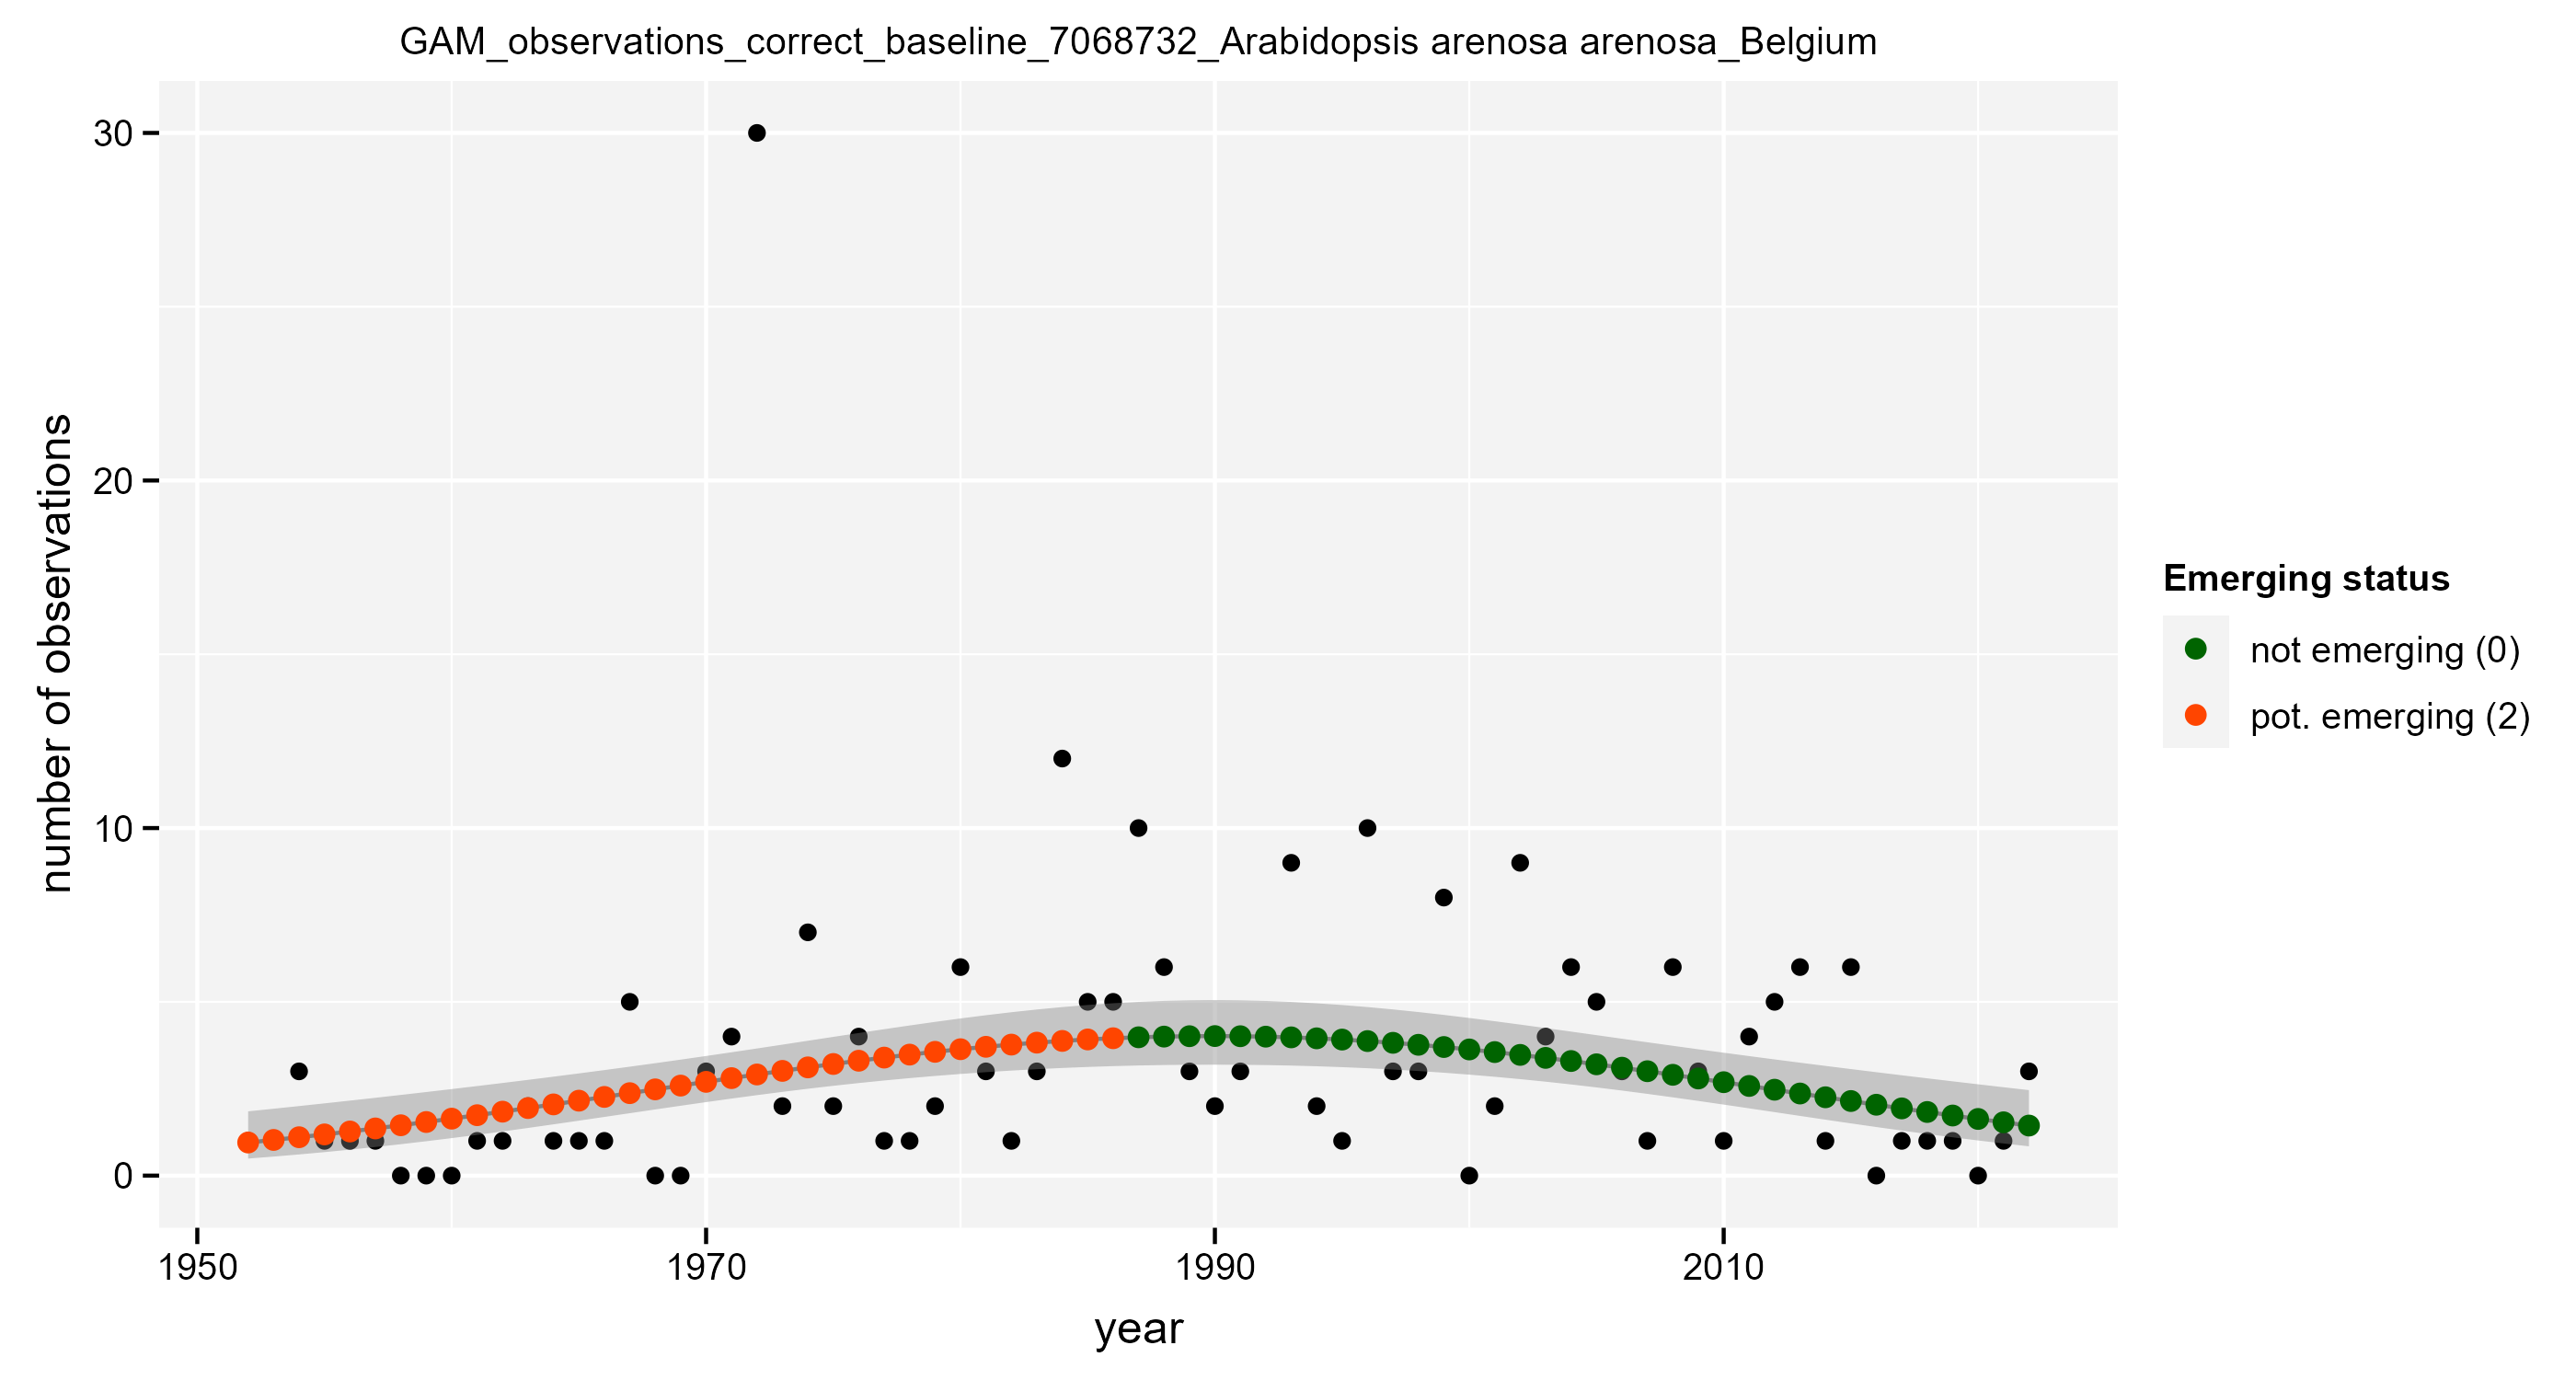 GAM_observations_correct_baseline_7068732_Arabidopsis arenosa arenosa_Belgium
number of observations
30
20
10
0
1950 1970 1990 2010
year
Emerging status
not emerging (0)
pot. emerging (2)